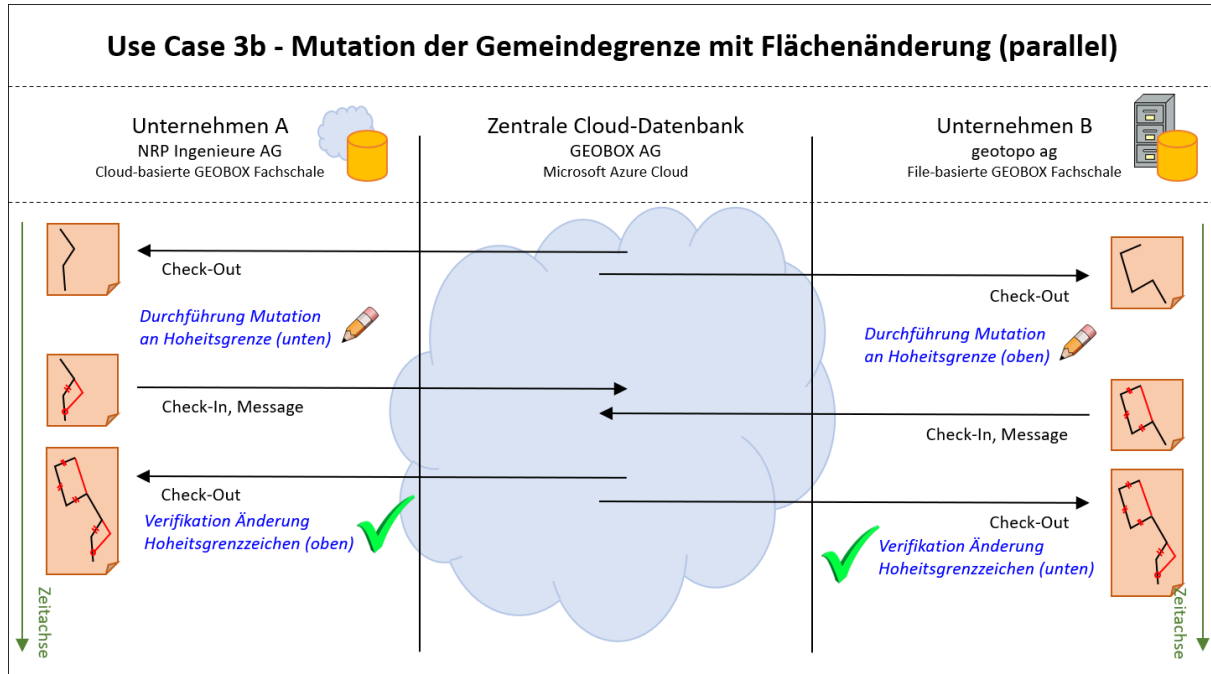 Use Case 3b - Mutation der Gemeindegrenze mit Flächenänderung (parallel)
Unternehmen A
NRP Ingenieure AG
Cloud-basierte GEOBOX Fachschale
Zentrale Cloud-Datenbank
GEOBOX AG
Microsoft Azure Cloud
Unternehmen B
geotopo ag
File-basierte GEOBOX Fachschale
Check-Out
Check-Out
Durchführung Mutation
an Hoheitsgrenze (unten)
Durchführung Mutation
an Hoheitsgrenze (oben)
Check-In, Message
Check-In, Message
Check-Out
Verifikation Änderung
Hoheitsgrenzzeichen (oben)
Check-Out
Verifikation Änderung
Hoheitsgrenzzeichen (unten)
Zeitachse
Zeitachse